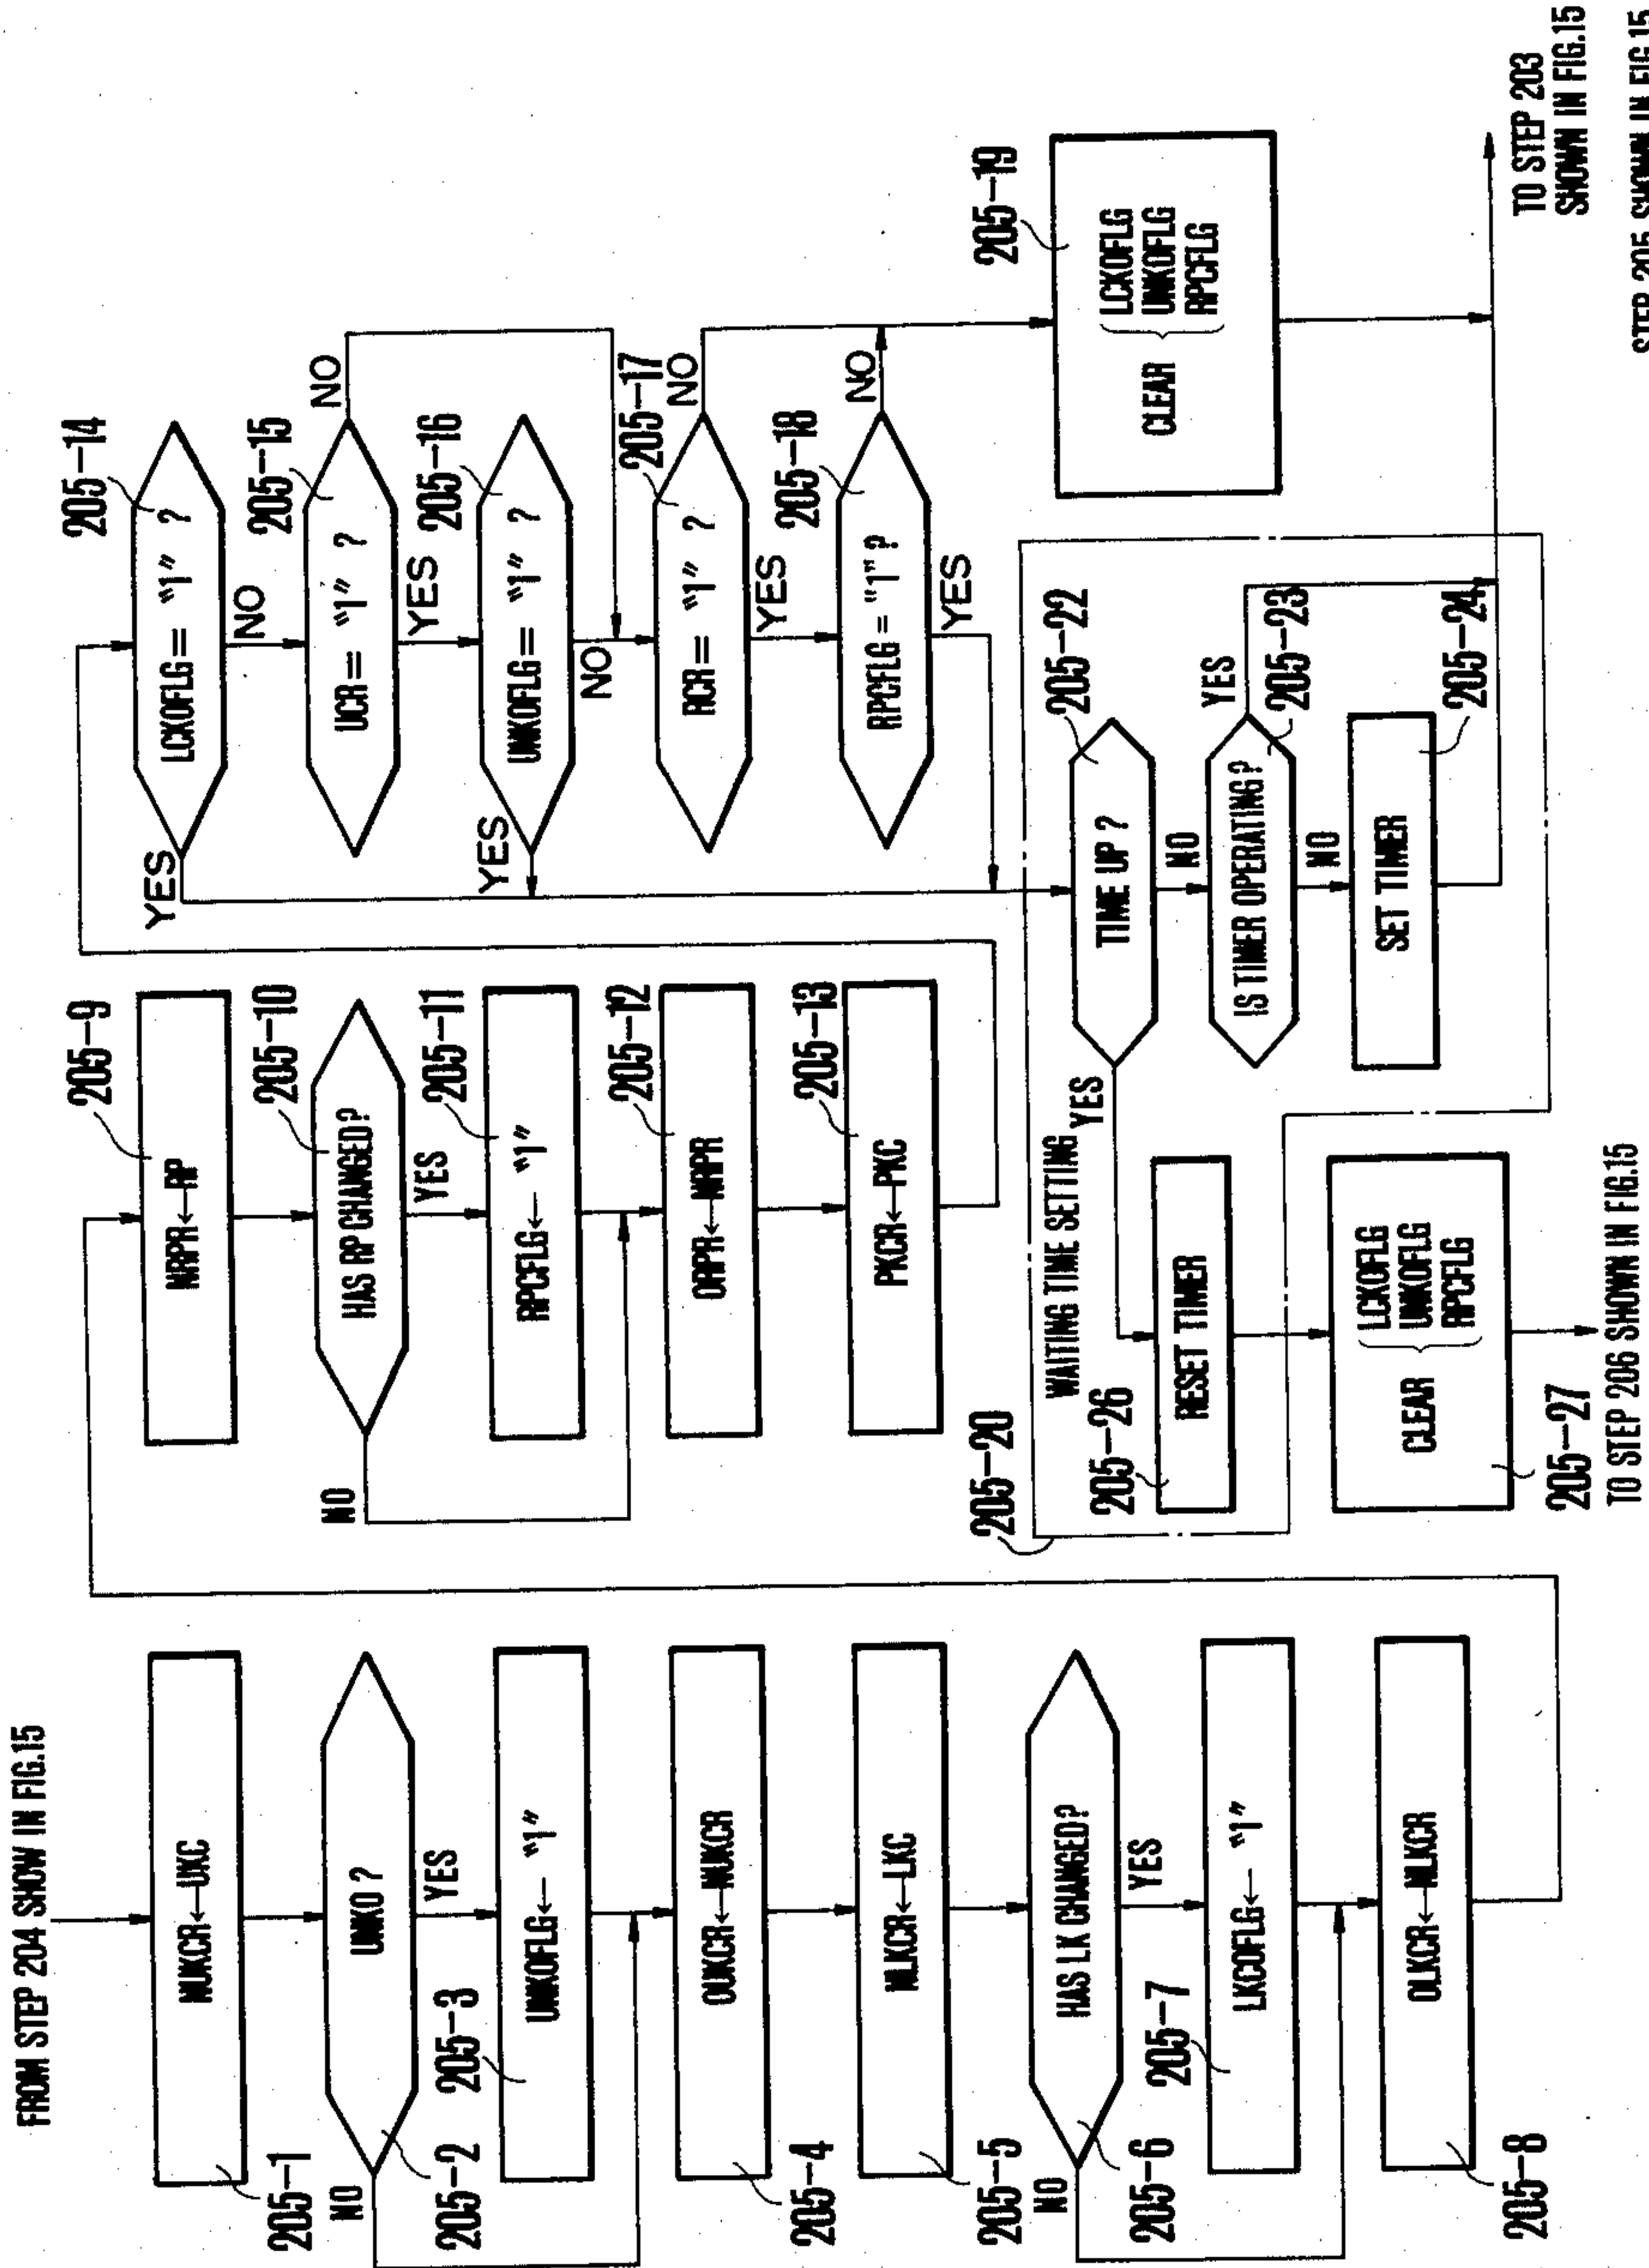 FROM STEP 204 SHOW IN FIG.15
NUKCR←UKC
205-1
UNKO ?
NO
YES
205-2
UNKOFLG← "1"
205-3
OUKCR←NUKCR
205-4
NLKCR←LKC
205-5
HAS LK CHANGED?
NO
YES
205-6
LKCOFLG← "1"
205-7
OLKCR←NLKCR
205-8
205-9
NRPR←RP
205-10
HAS RP CHANGED?
NO
YES
205-11
RPCFLG← "1"
205-12
ORPR←NRPR
205-13
PKCR←PKC
205-14
LCKOFLG= "1" ?
YES
NO
205-15
UCR= "1" ?
NO
YES
205-16
UNKOFLG= "1" ?
YES
NO
205-17
RCR= "1" ?
NO
YES
205-18
RPCFLG = "1"?
NO
YES
205-19
CLEAR
LCKOFLG
UNKOFLG
RPCFLG
205-20
WAITING TIME SETTING
205-22
TIME UP ?
YES
NO
205-23
IS TIMER OPERATING?
YES
NO
205-24
SET TIMER
205-26
RESET TIMER
CLEAR
LCKOFLG
UNKOFLG
RPCFLG
205-27
TO STEP 206 SHOWN IN FIG.15
TO STEP 203
SHOWN IN FIG.15
STEP 205 SHOWN IN FIG.15